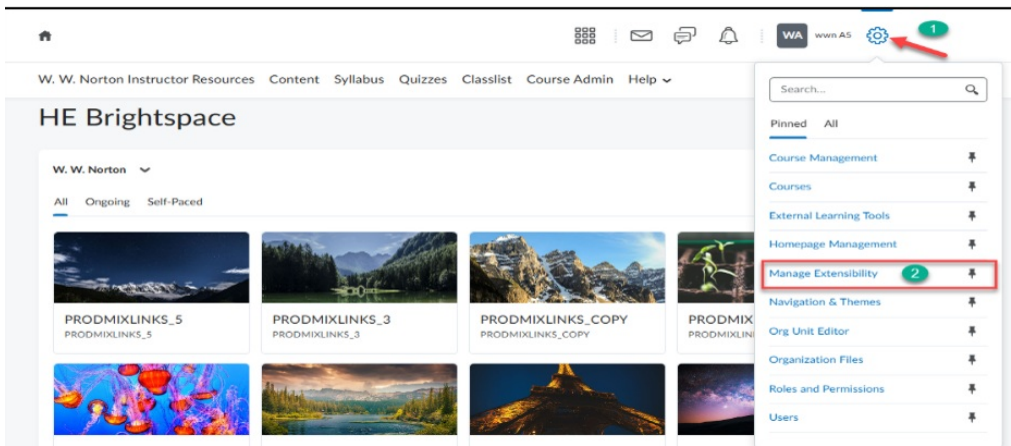 WA wwn AS 1
W. W. Norton Instructor Resources Content Syllabus Quizzes Classlist Course Admin Help
HE Brightspace
W. W. Norton
All Ongoing Self-Paced
PRODMIXLINKS_5
PRODMIXLINKS_5
PRODMIXLINKS_3
PRODMIXLINKS_3
PRODMIXLINKS_COPY
PRODMIXLINKS_COPY
PRODMIX
PRODMIXLIN
Search...
Pinned All
Course Management
Courses
External Learning Tools
Homepage Management
Manage Extensibility 2
Navigation & Themes
Org Unit Editor
Organization Files
Roles and Permissions
Users